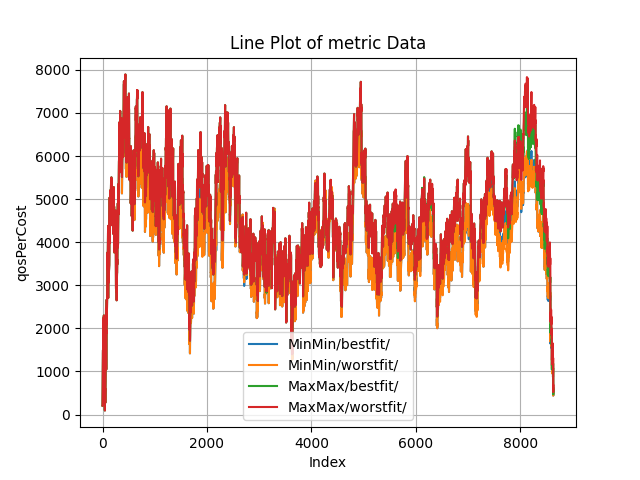 Line Plot of metric Data
qosPerCost
8000
7000
6000
5000
4000
3000
2000
1000
0
MinMin/bestfit/
MinMin/worstfit/
MaxMax/bestfit/
MaxMax/worstfit/
0 2000 4000 6000 8000
Index